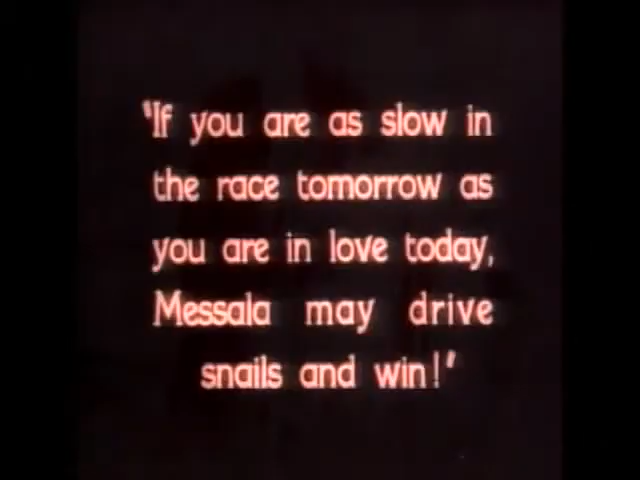 "If you are as slow in
the race tomorrow as
you are in love today,
Messala may drive
snails and win!"